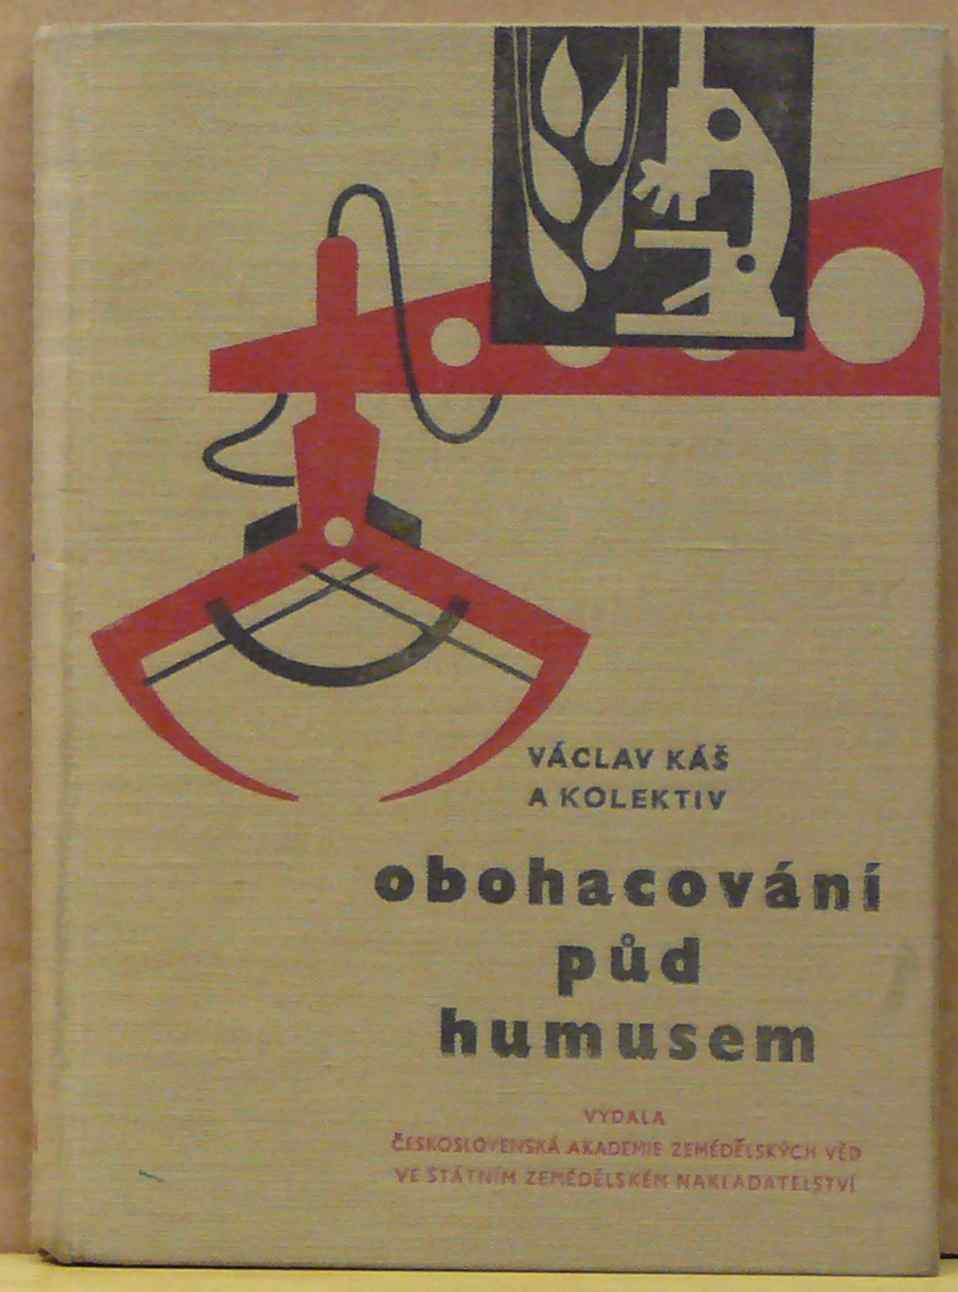 VÁCLAV KÁŠ
A KOLEKTIV
obohacování
půd
humusem
VYDALA
ČESKOSLOVENSKÁ AKADEMIE ZEMĚDĚLSKÝCH VĚD
VE STÁTNÍM ZEMĚDĚLSKÉM NAKLADATELSTVÍ